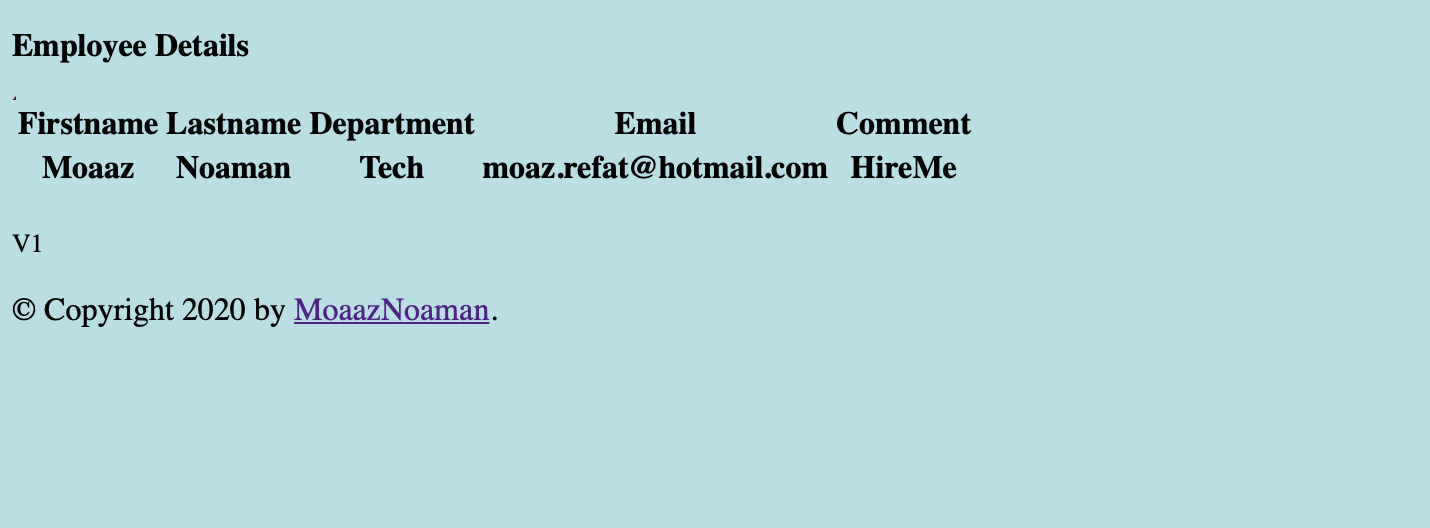 Employee Details
Firstname Lastname Department Email Comment
Moaaz Noaman Tech moaz.refat@hotmail.com HireMe
V1
© Copyright 2020 by MoaazNoaman.